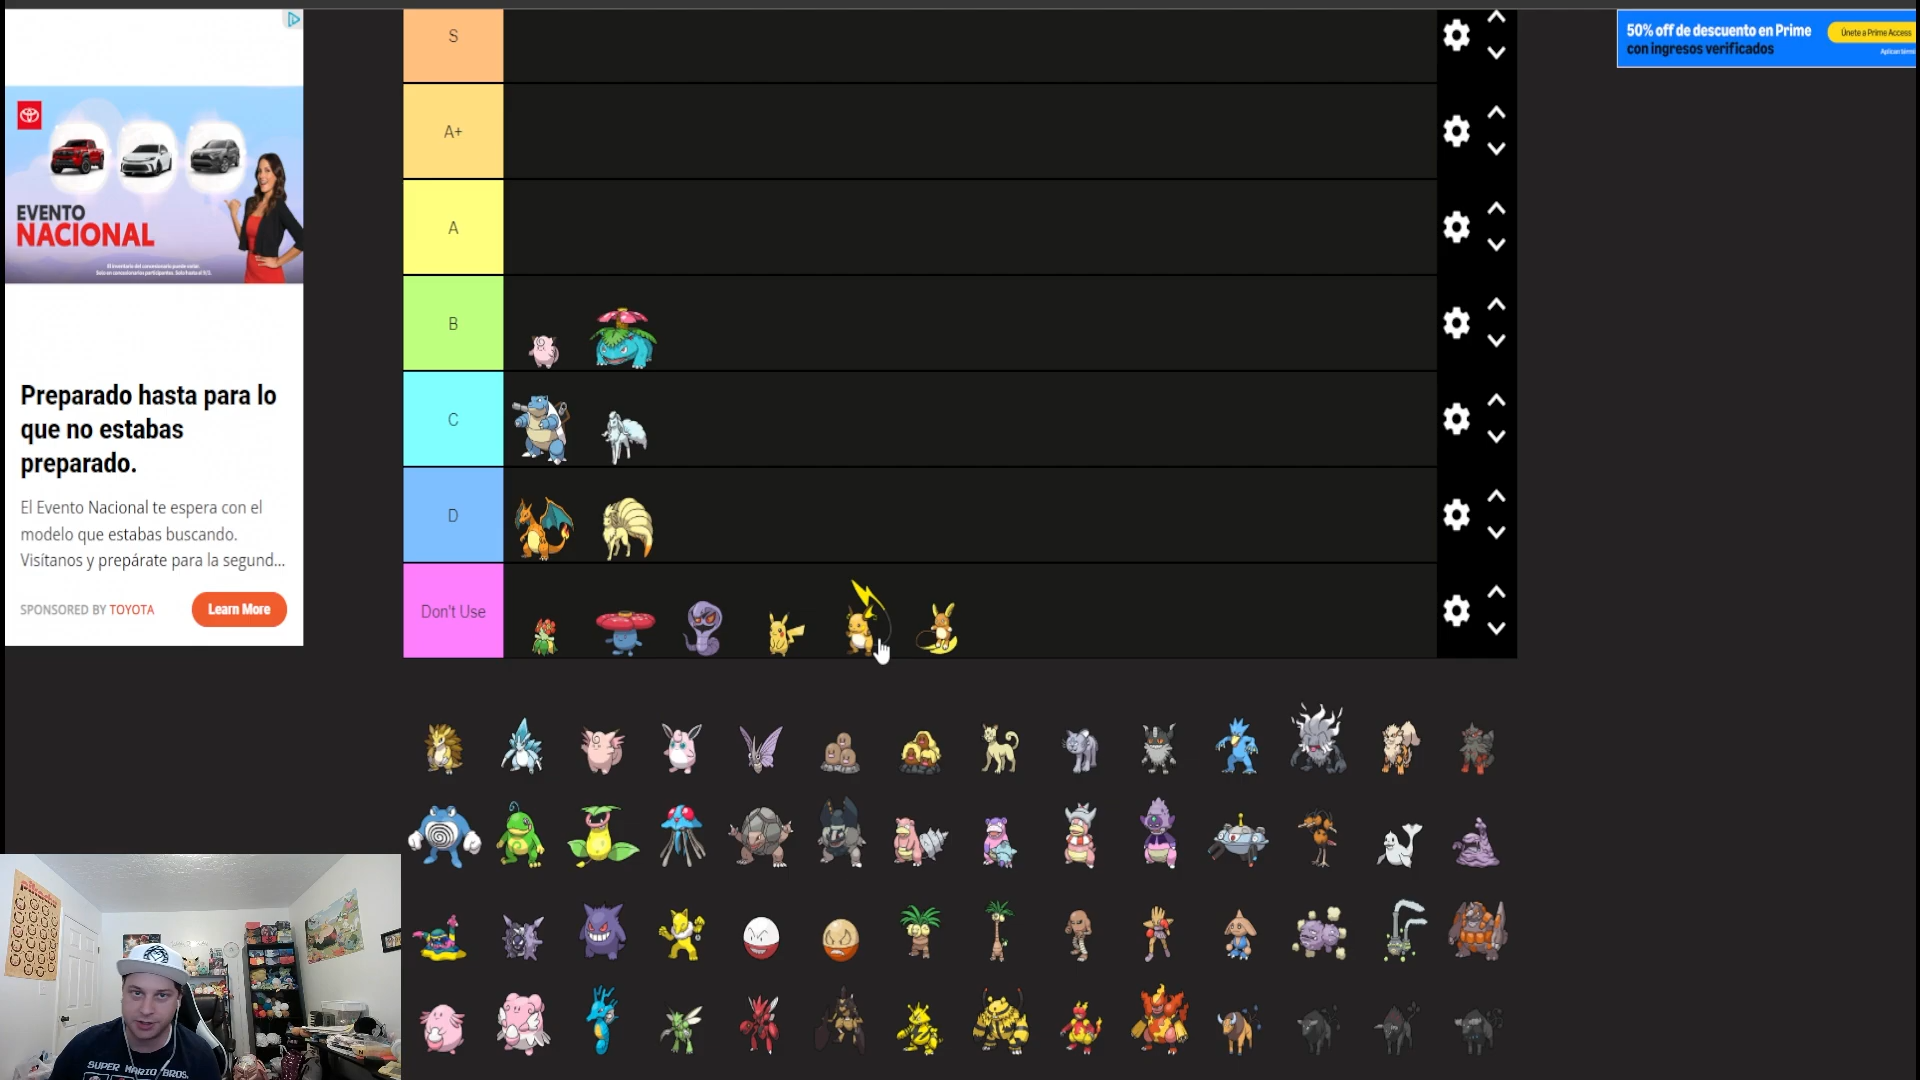 S
A+
A
B
C
D
Don't Use
EVENTO
NACIONAL
Preparado hasta para lo
que no estabas
preparado.
El Evento Nacional te espera con el
modelo que estabas buscando.
Visítanos y prepárate para la segund...
SPONSORED BY TOYOTA
Learn More
50% off de descuento en Prime
con ingresos verificados
Únete a Prime Access
SUPER MARIO BROS.